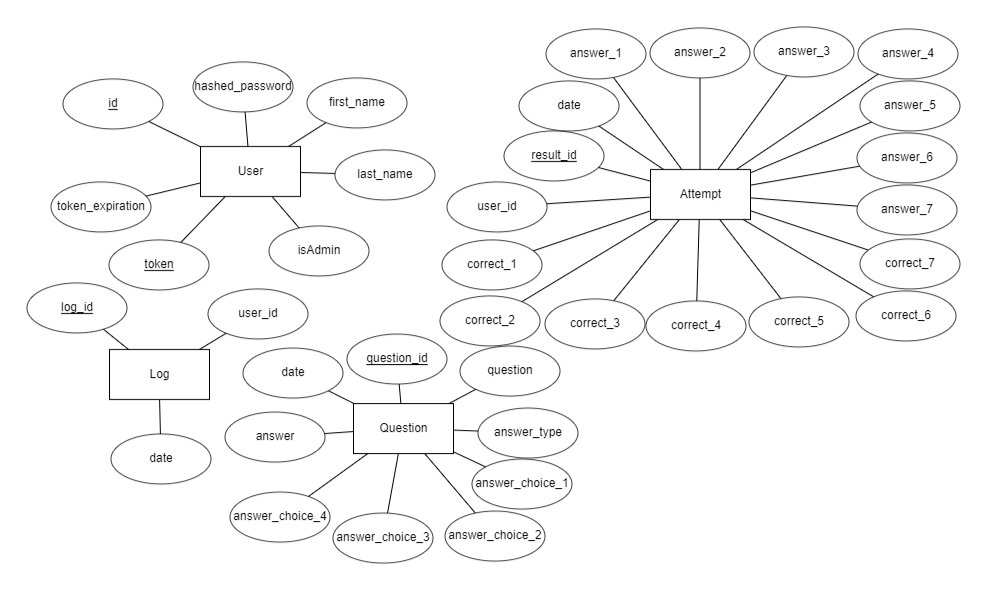 id
hashed_password
first_name
User
last_name
token_expiration
token
isAdmin
answer_1
answer_2
answer_3
answer_4
date
answer_5
result_id
answer_6
Attempt
user_id
answer_7
correct_1
correct_7
correct_2
correct_3
correct_4
correct_5
correct_6
log_id
user_id
Log
date
question_id
date
question
Question
answer
answer_type
answer_choice_1
answer_choice_4
answer_choice_3
answer_choice_2